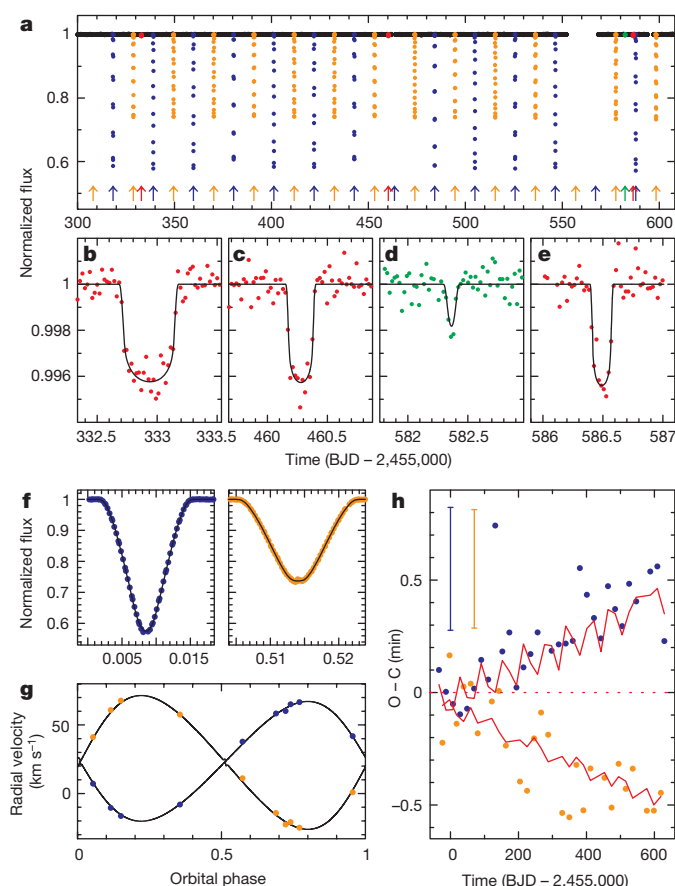 a
Normalized flux
1
0.8
0.6
300 350 400 450 500 550 600
b c d e
Normalized flux
1
0.998
0.996
332.5 333 333.5 460 460.5 582 582.5 586 586.5 587
Time (BJD – 2,455,000)
f
Normalized flux
1
0.9
0.8
0.7
0.6
0.005 0.015 0.51 0.52
g
Radial velocity
(km s⁻¹)
50
0
0 0.5 1
Orbital phase
h
O – C (min)
0.5
0
−0.5
0 200 400 600
Time (BJD – 2,455,000)